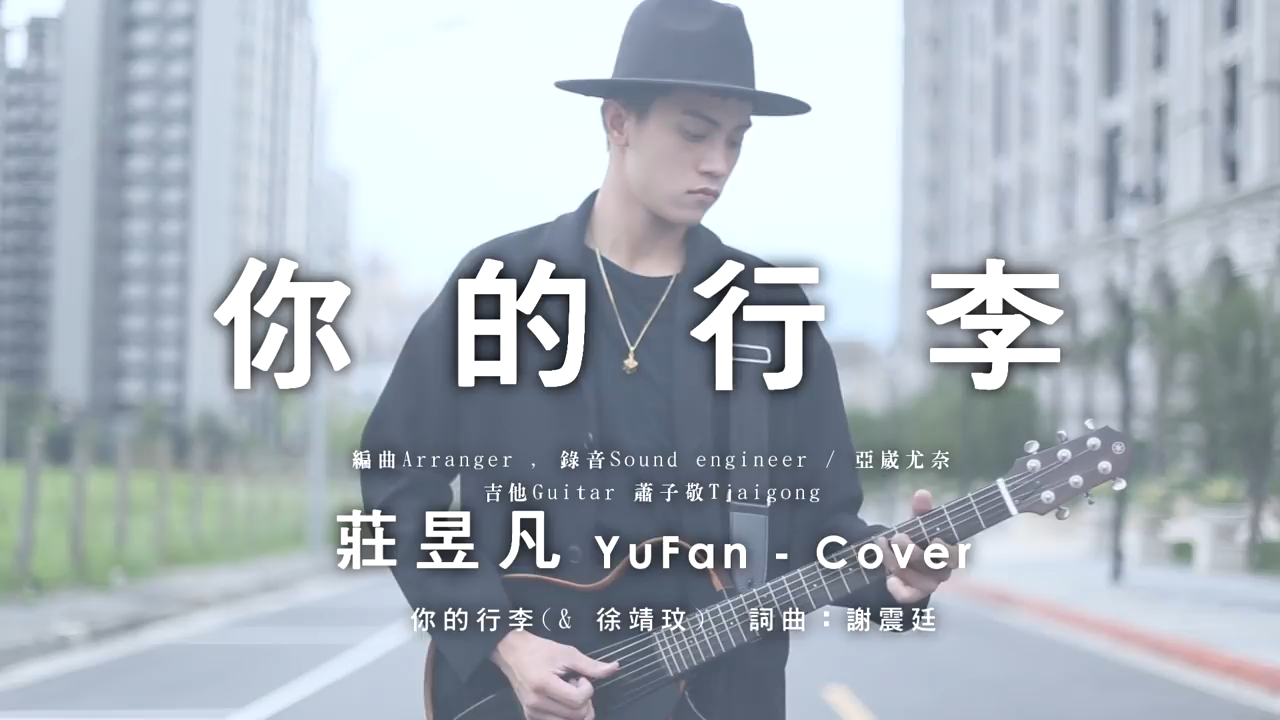 你的行李
編曲Arranger , 錄音Sound engineer / 亞崴尤奈
吉他Guitar 蕭子敬Tjaigong
莊昱凡 YuFan - Cover
你的行李(& 徐靖玟) 詞曲：謝震廷